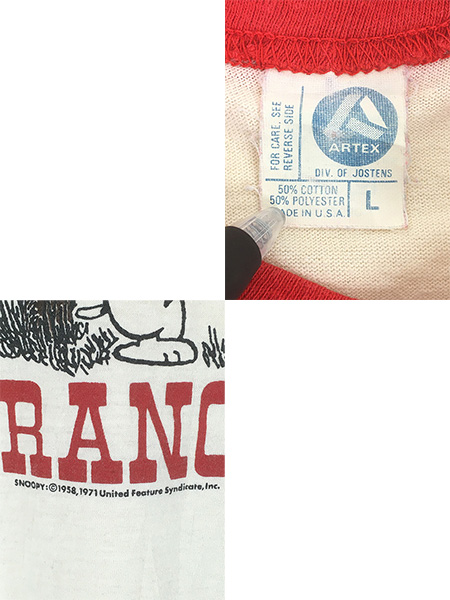 FOR CARE, SEE
REVERSE SIDE
ARTEX
DIV. OF JOSTENS
50% COTTON
50% POLYESTER
MADE IN U.S.A.
L
RANC
SNOOPY: ©1958, 1971 United Feature Syndicate, Inc.